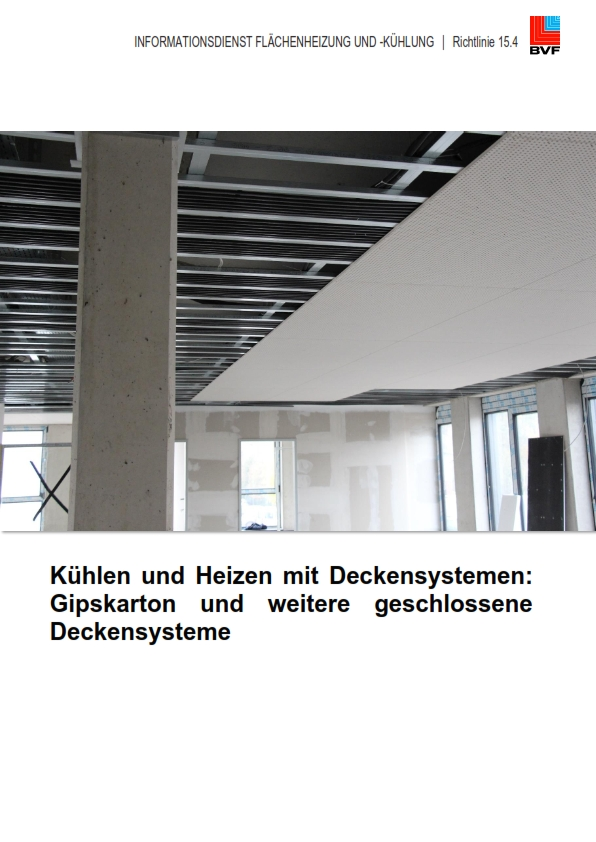 INFORMATIONSDIENST FLÄCHENHEIZUNG UND -KÜHLUNG | Richtlinie 15.4
BVF
Kühlen und Heizen mit Deckensystemen:
Gipskarton und weitere geschlossene
Deckensysteme